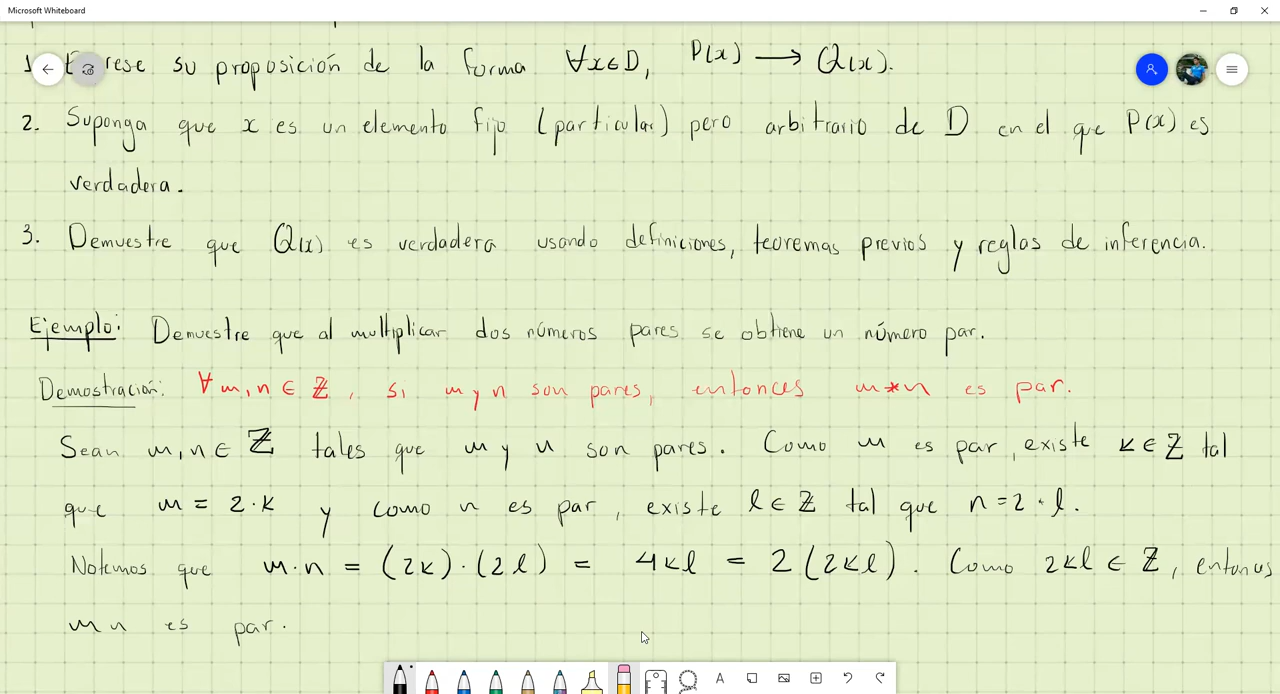 Microsoft Whiteboard
su proposición de la forma ∀x∈D, P(x) ⟶ Q(x).
2. Suponga que x es un elemento fijo (particular) pero arbitrario de D en el que P(x) es
verdadera.
3. Demuestre que Q(x) es verdadera usando definiciones, teoremas previos y reglas de inferencia.
Ejemplo: Demuestre que al multiplicar dos números pares se obtiene un número par.
Demostración: ∀ m,n ∈ ℤ, si m y n son pares, entonces m*n es par.
Sean m,n ∈ ℤ tales que m y n son pares. Como m es par, existe k ∈ ℤ tal
que m = 2·k y como n es par, existe l ∈ ℤ tal que n = 2·l.
Notemos que m·n = (2k)·(2l) = 4kl = 2(2kl). Como 2kl ∈ ℤ, entonces
mn es par.